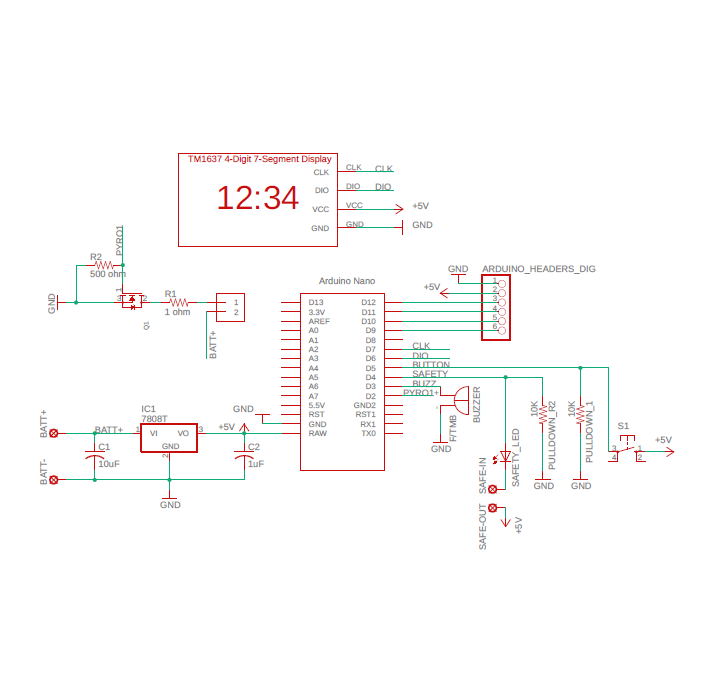 TM1637 4-Digit 7-Segment Display
CLK
CLK
CLK
12:34
DIO
DIO
DIO
VCC
VCC
+5V
GND
GND
GND
PYRO1
R2
500 ohm
GND
1
3
2
Q1
R1
1 ohm
1
2
BATT+
Arduino Nano
D13
3.3V
AREF
A0
A1
A2
A3
A4
A5
A6
A7
5.5V
RST
GND
RAW
D12
D11
D10
D9
D8
D7
D6
D5
D4
D3
D2
GND2
RST1
RX1
TX0
GND
ARDUINO_HEADERS_DIG
+5V
1
2
3
4
5
6
CLK
DIO
BUTTON
SAFETY
BUZZ
PYRO1
+
-
BUZZER
F/TMB
GND
SAFETY_LED
SAFE-IN
SAFE-OUT
+5V
10K
PULLDOWN_R2
GND
10K
PULLDOWN_1
GND
S1
3
4
1
2
+5V
BATT+
BATT+
IC1
7808T
1
VI
VO
3
GND
2
GND
+5V
C1
10uF
C2
1uF
BATT-
GND